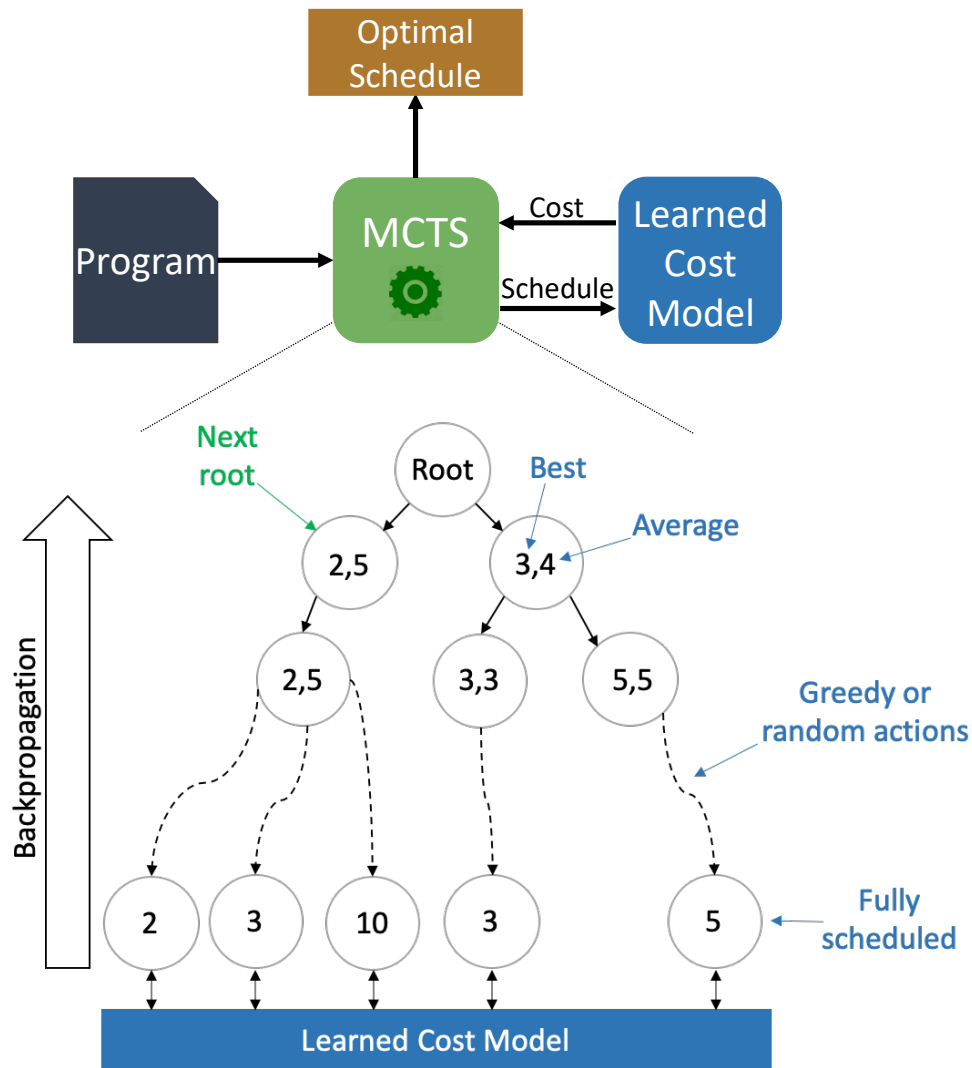 Optimal
Schedule
Program
MCTS
Cost
Schedule
Learned
Cost
Model
Next
root
Root
Best
Average
2,5
3,4
2,5
3,3
5,5
Greedy or
random actions
Backpropagation
2
3
10
3
5
Fully
scheduled
Learned Cost Model